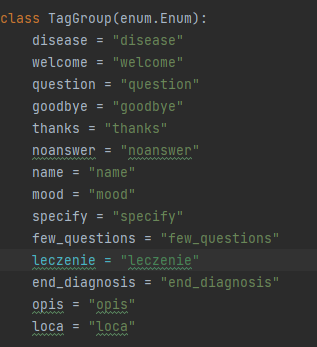 class TagGroup(enum.Enum):
disease = "disease"
welcome = "welcome"
question = "question"
goodbye = "goodbye"
thanks = "thanks"
noanswer = "noanswer"
name = "name"
mood = "mood"
specify = "specify"
few_questions = "few_questions"
leczenie = "leczenie"
end_diagnosis = "end_diagnosis"
opis = "opis"
loca = "loca"